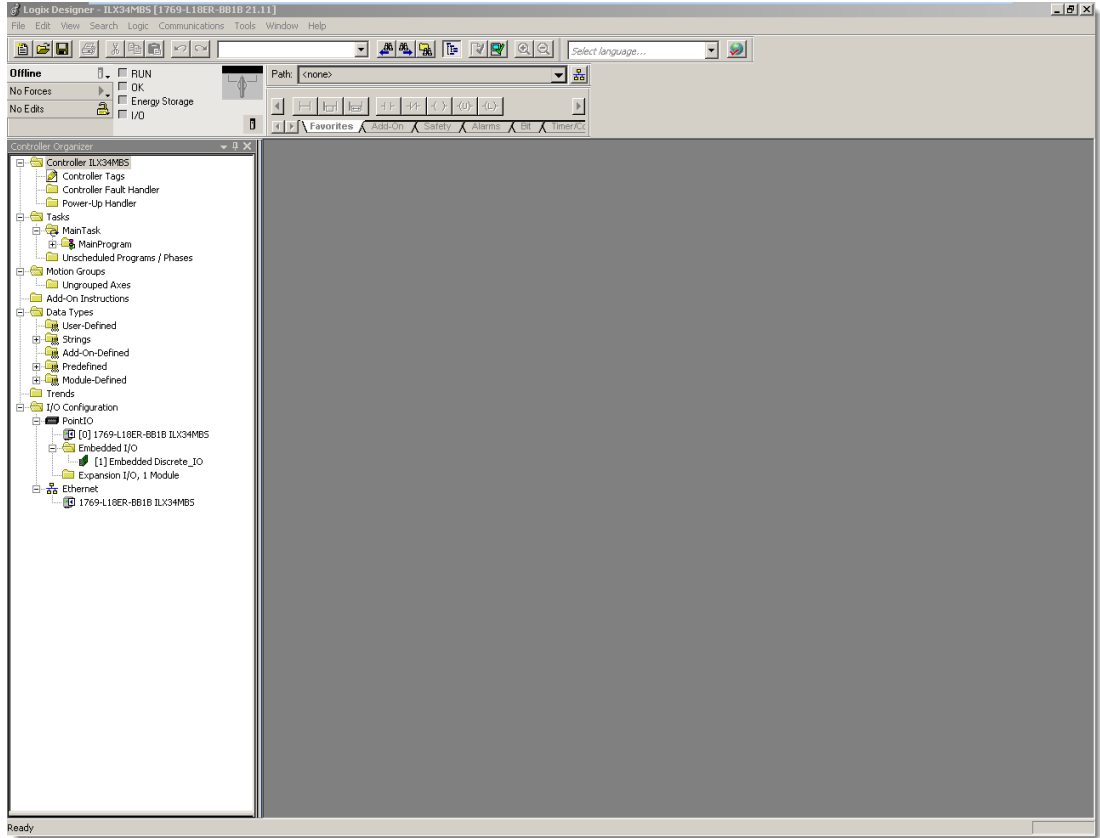 Logix Designer - ILX34MBS [1769-L18ER-BB1B 21.11]
File Edit View Search Logic Communications Tools Window Help
Select language...
Offline
RUN
Path: <none>
No Forces
OK
Energy Storage
No Edits
I/O
Favorites Add-On Safety Alarms Bit Timer/Co
Controller Organizer
Controller ILX34MBS
Controller Tags
Controller Fault Handler
Power-Up Handler
Tasks
MainTask
MainProgram
Unscheduled Programs / Phases
Motion Groups
Ungrouped Axes
Add-On Instructions
Data Types
User-Defined
Strings
Add-On-Defined
Predefined
Module-Defined
Trends
I/O Configuration
PointIO
[0] 1769-L18ER-BB1B ILX34MBS
Embedded I/O
[1] Embedded Discrete_IO
Expansion I/O, 1 Module
Ethernet
1769-L18ER-BB1B ILX34MBS
Ready